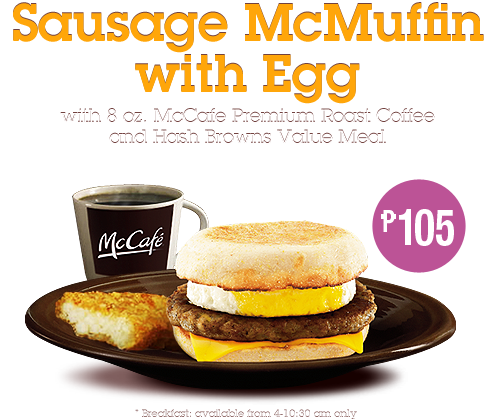 Sausage McMuffin
with Egg
with 8 oz. McCafe Premium Roast Coffee
and Hash Browns Value Meal
McCafé
₱105
* Breakfast: available from 4-10:30 am only